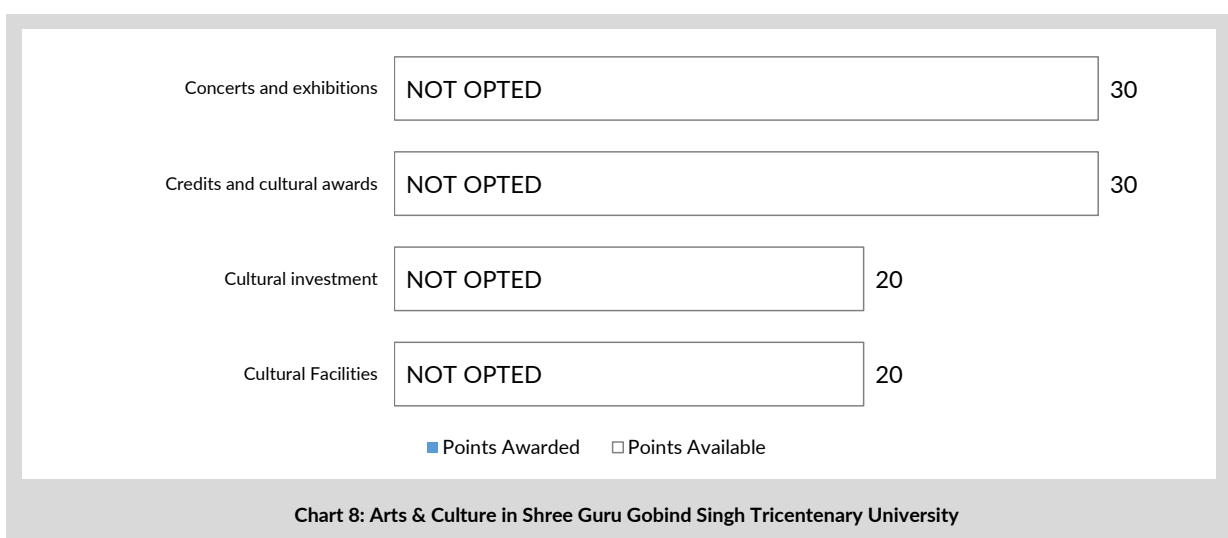 Concerts and exhibitions NOT OPTED 30
Credits and cultural awards NOT OPTED 30
Cultural investment NOT OPTED 20
Cultural Facilities NOT OPTED 20
Points Awarded Points Available
Chart 8: Arts & Culture in Shree Guru Gobind Singh Tricentenary University